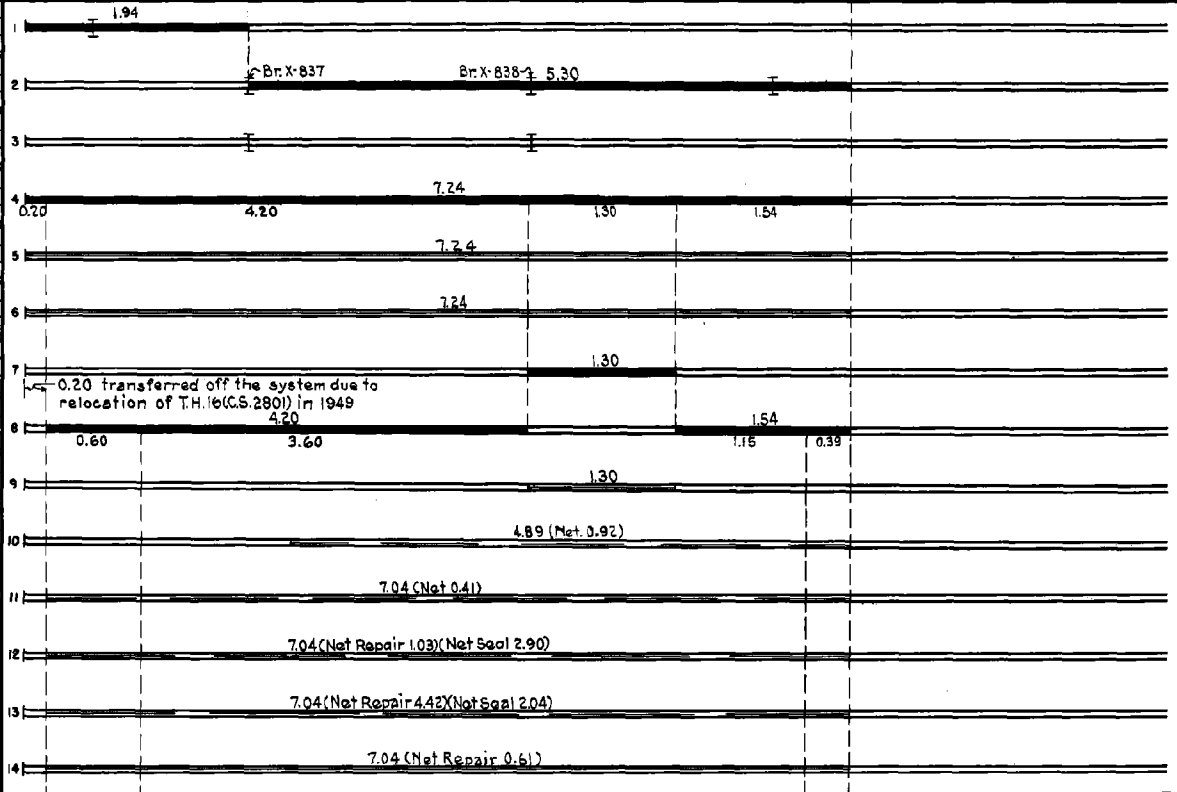 1.94
1
Br. X-837 Br. X-838 5.30
2
3
7.24
4
0.20 4.20 1.30 1.54
7.24
5
7.24
6
1.30
7
0.20 transferred off the system due to
relocation of T.H.16(C.S.2801) in 1949
4.20 1.54
8
0.60 3.60 1.15 0.39
1.30
9
4.89 (Net. 0.92)
10
7.04 (Net 0.41)
11
7.04 (Net Repair 1.03)(Net Seal 2.90)
12
7.04 (Net Repair 4.42)(Net Seal 2.04)
13
7.04 (Net Repair 0.61)
14